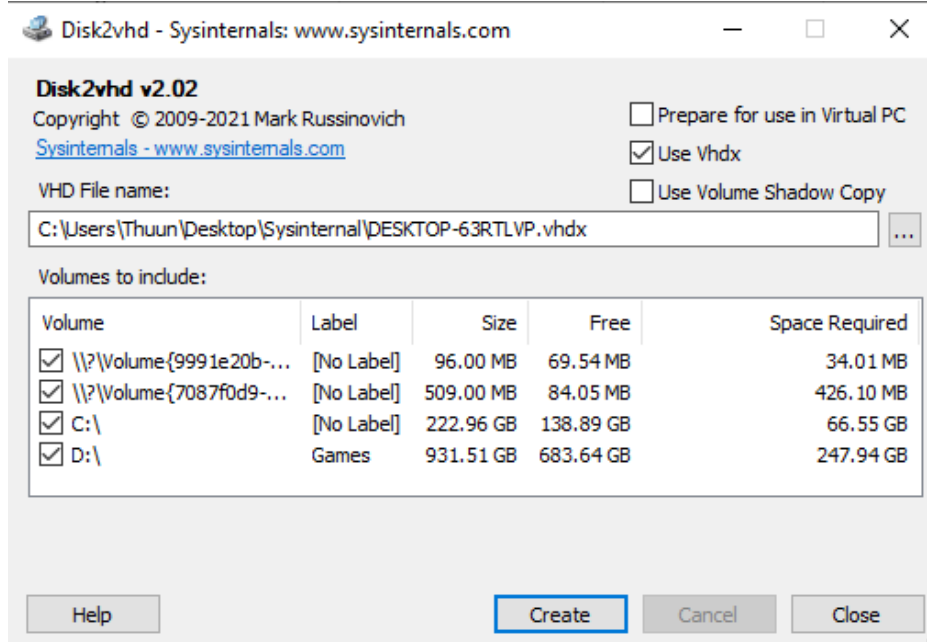 Disk2vhd - Sysinternals: www.sysinternals.com
Disk2vhd v2.02
Copyright © 2009-2021 Mark Russinovich
Sysinternals - www.sysinternals.com
Prepare for use in Virtual PC
Use Vhdx
Use Volume Shadow Copy
VHD File name:
C:\Users\Thuun\Desktop\Sysinternal\DESKTOP-63RTLVP.vhdx
...
Volumes to include:
Volume Label Size Free Space Required
\\?\Volume{9991e20b-... [No Label] 96.00 MB 69.54 MB 34.01 MB
\\?\Volume{7087f0d9-... [No Label] 509.00 MB 84.05 MB 426.10 MB
C:\ [No Label] 222.96 GB 138.89 GB 66.55 GB
D:\ Games 931.51 GB 683.64 GB 247.94 GB
Help Create Cancel Close